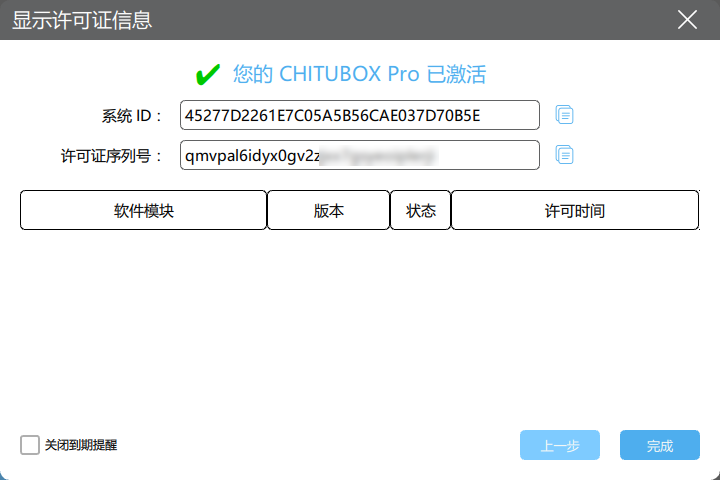 显示许可证信息
您的 CHITUBOX Pro 已激活
系统 ID： 45277D2261E7C05A5B56CAE037D70B5E
许可证序列号： qmvpal6idyx0gv2z
软件模块 版本 状态 许可时间
关闭到期提醒 上一步 完成